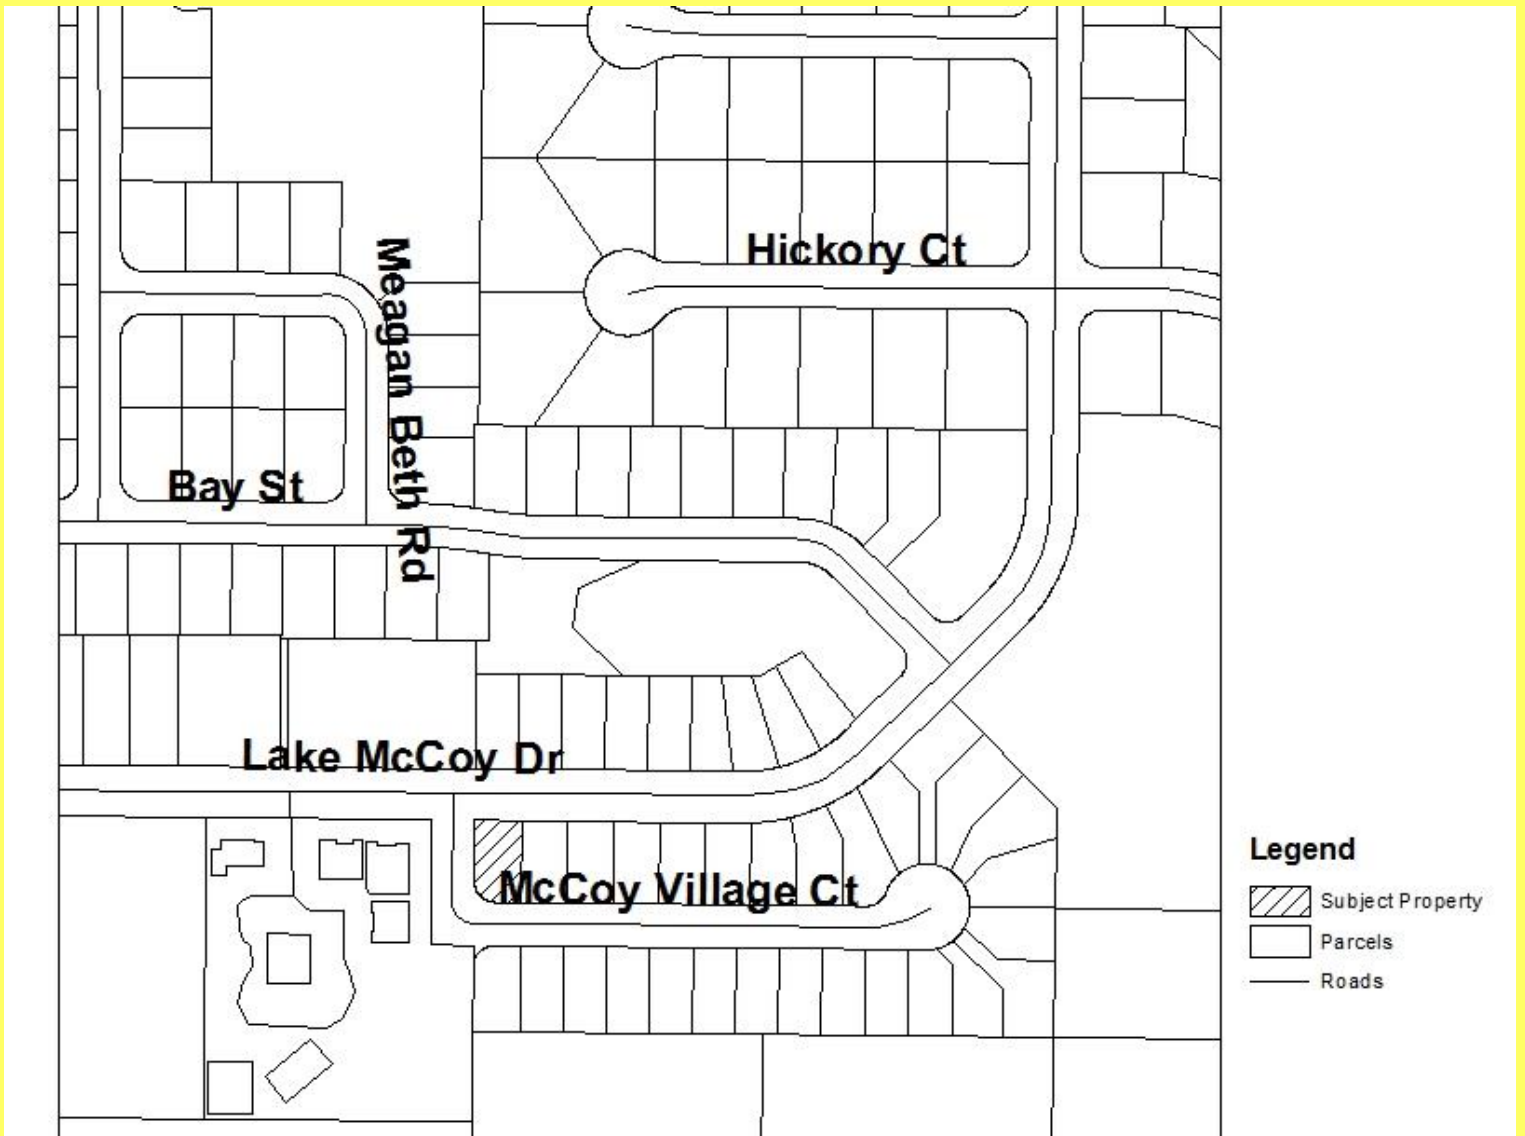 Hickory Ct
Meagan Beth Rd
Bay St
Lake McCoy Dr
McCoy Village Ct
Legend
Subject Property
Parcels
Roads